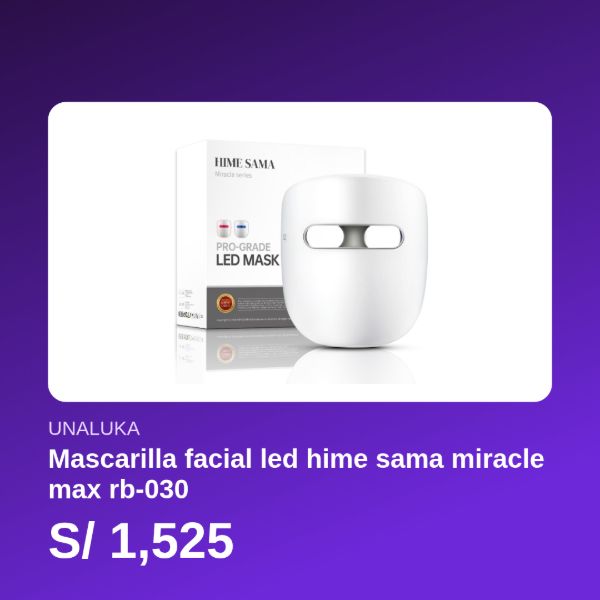 HIME SAMA
Miracle series
PRO-GRADE
LED MASK
UNALUKA
Mascarilla facial led hime sama miracle
max rb-030
S/ 1,525